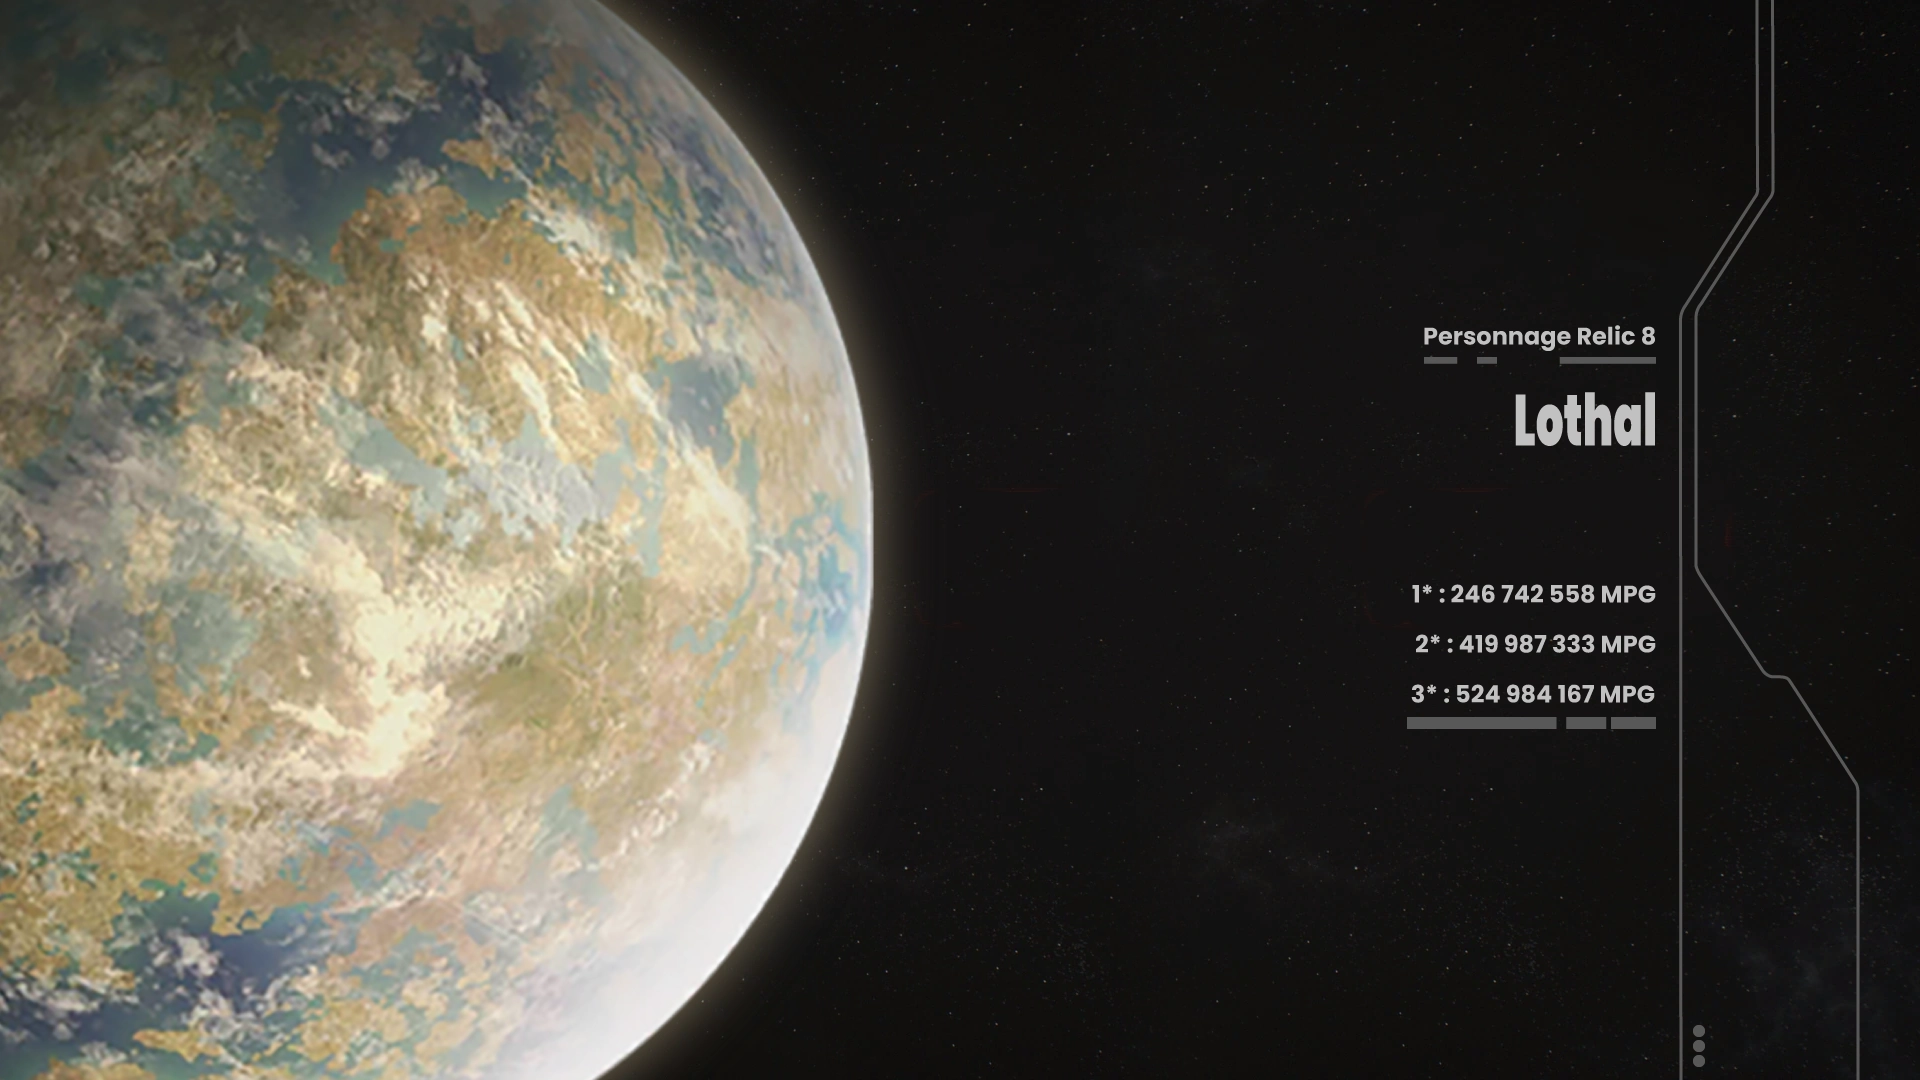 Personnage Relic 8
Lothal
1* : 246 742 558 MPG
2* : 419 987 333 MPG
3* : 524 984 167 MPG